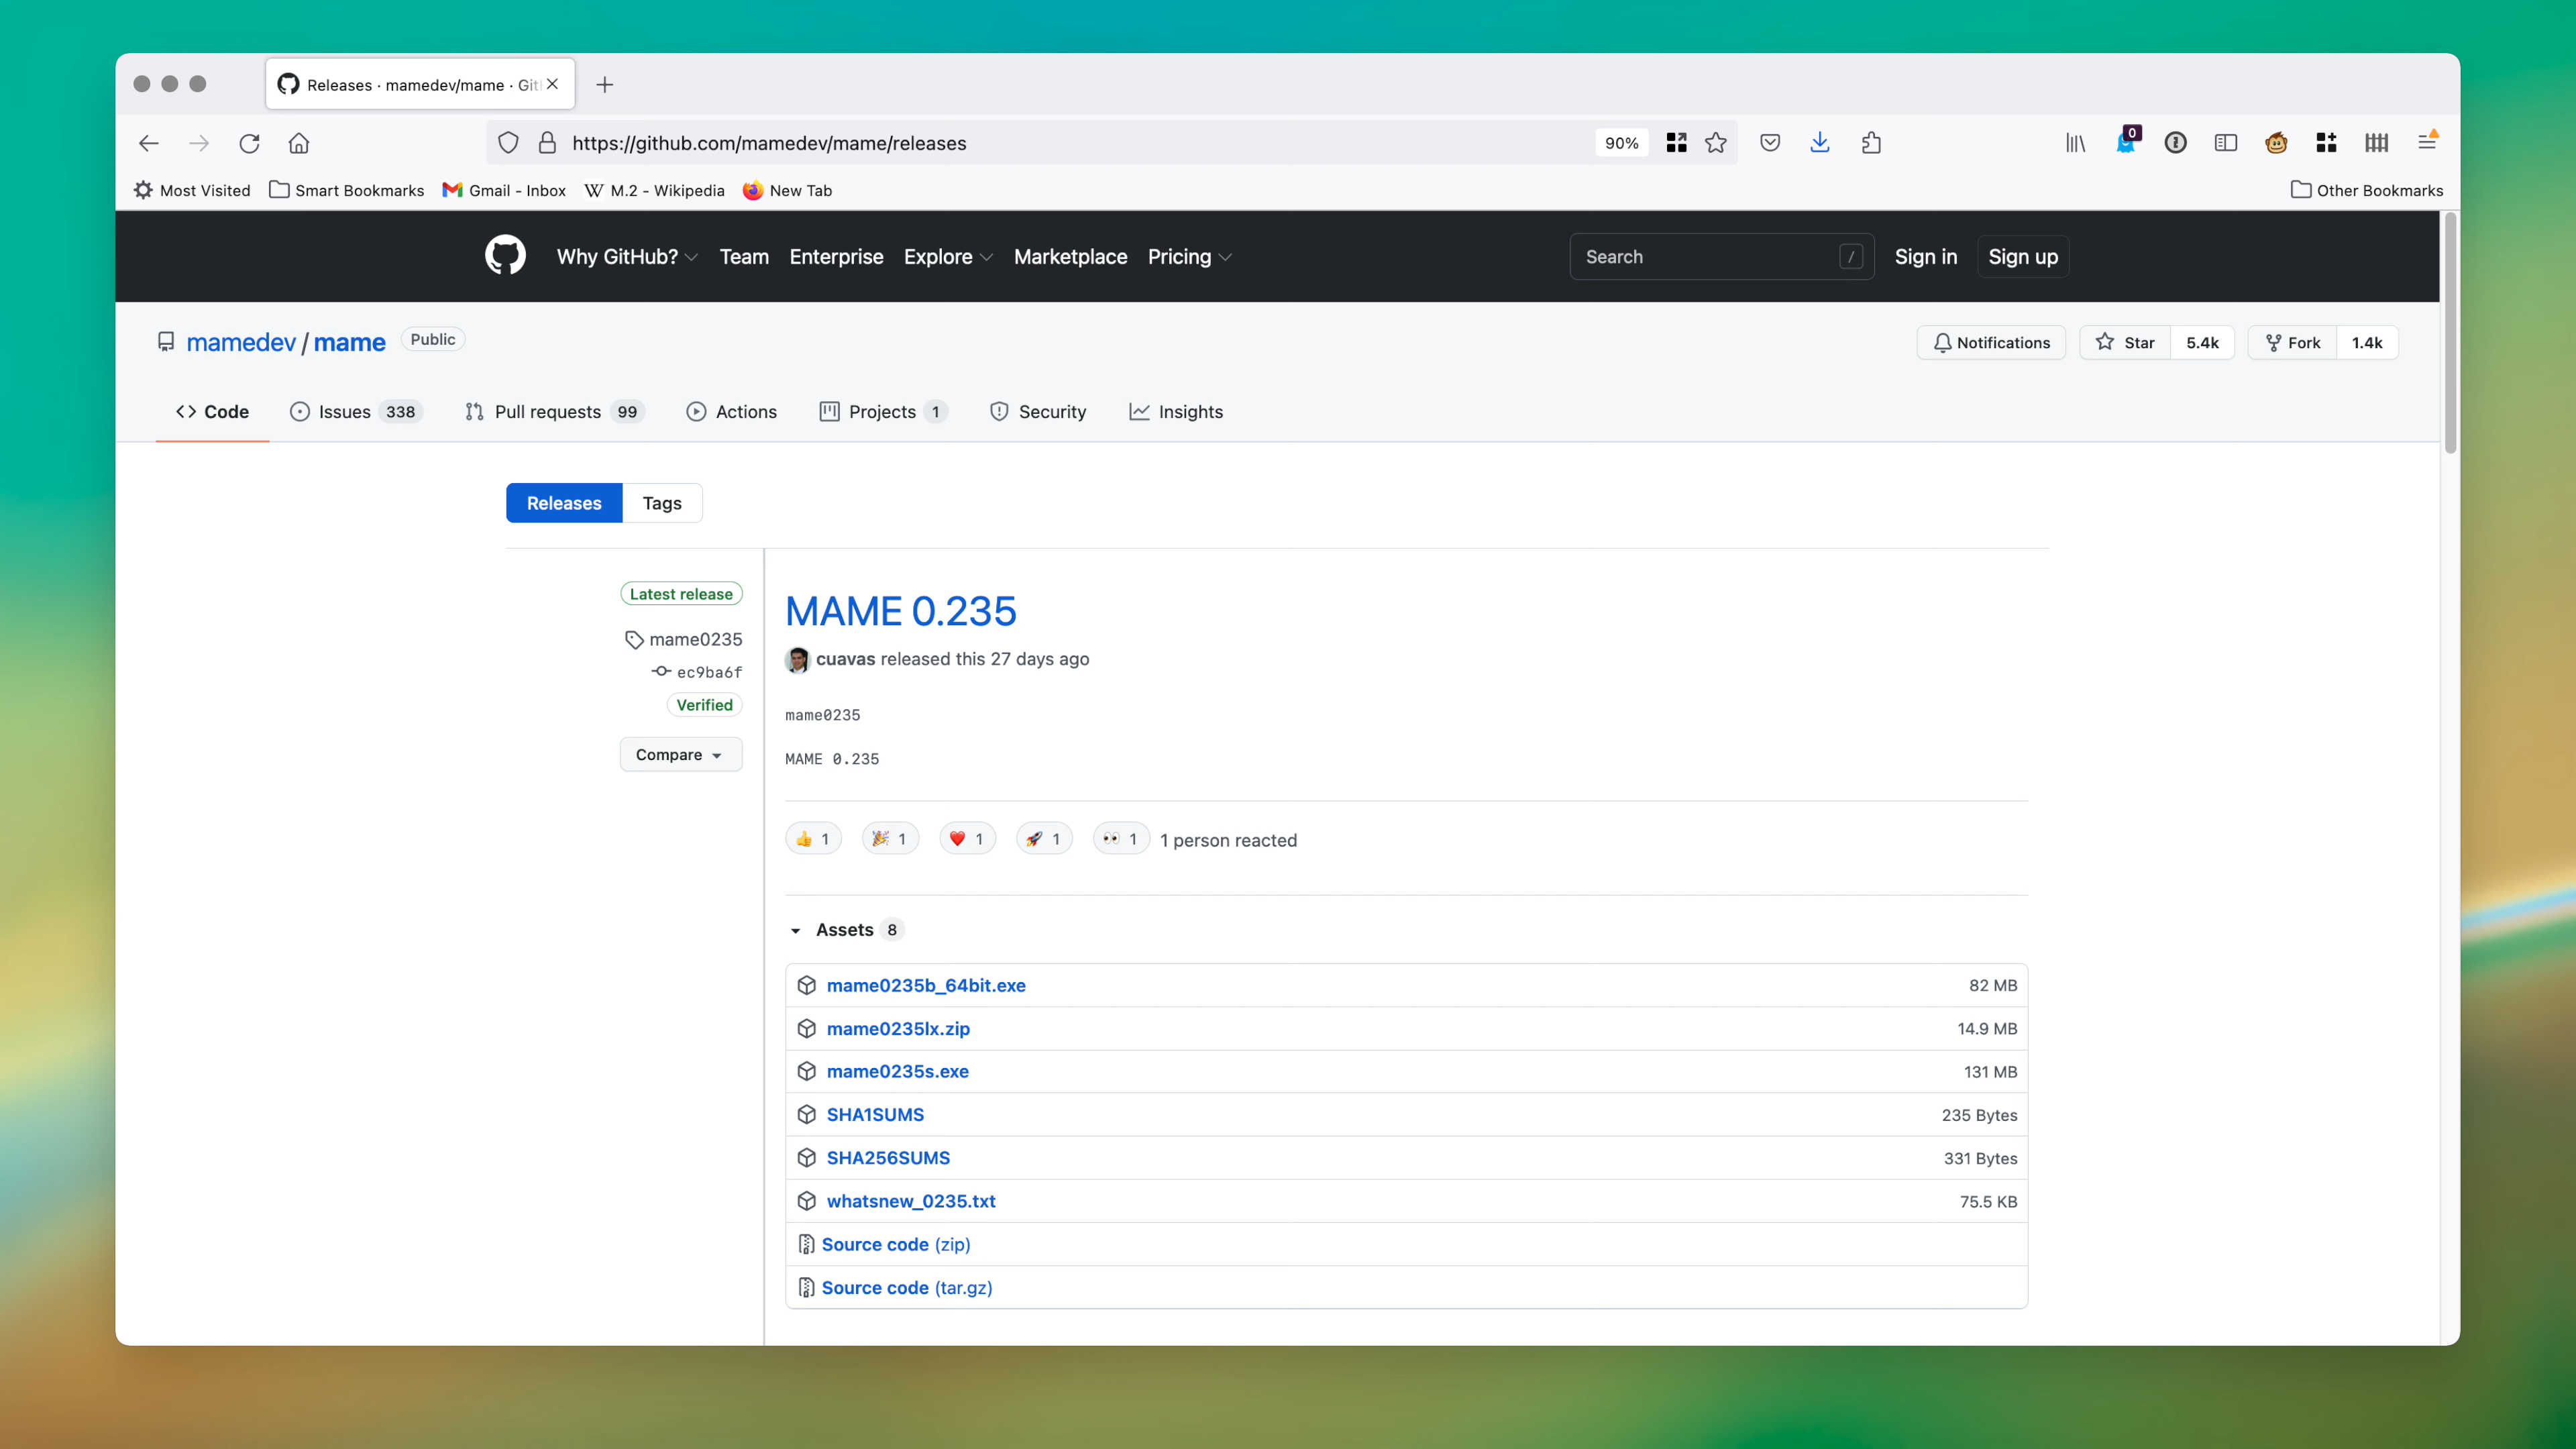 Releases · mamedev/mame · Git
https://github.com/mamedev/mame/releases
90%
0
Most Visited
Smart Bookmarks
Gmail - Inbox
M.2 - Wikipedia
New Tab
Other Bookmarks
Why GitHub?
Team
Enterprise
Explore
Marketplace
Pricing
Search
/
Sign in
Sign up
mamedev / mame
Public
Notifications
Star
5.4k
Fork
1.4k
Code
Issues 338
Pull requests 99
Actions
Projects 1
Security
Insights
Releases
Tags
Latest release
mame0235
ec9ba6f
Verified
Compare
MAME 0.235
cuavas released this 27 days ago
mame0235
MAME 0.235
👍 1
🎉 1
❤️ 1
🚀 1
👀 1
1 person reacted
Assets 8
mame0235b_64bit.exe 82 MB
mame0235lx.zip 14.9 MB
mame0235s.exe 131 MB
SHA1SUMS 235 Bytes
SHA256SUMS 331 Bytes
whatsnew_0235.txt 75.5 KB
Source code (zip)
Source code (tar.gz)